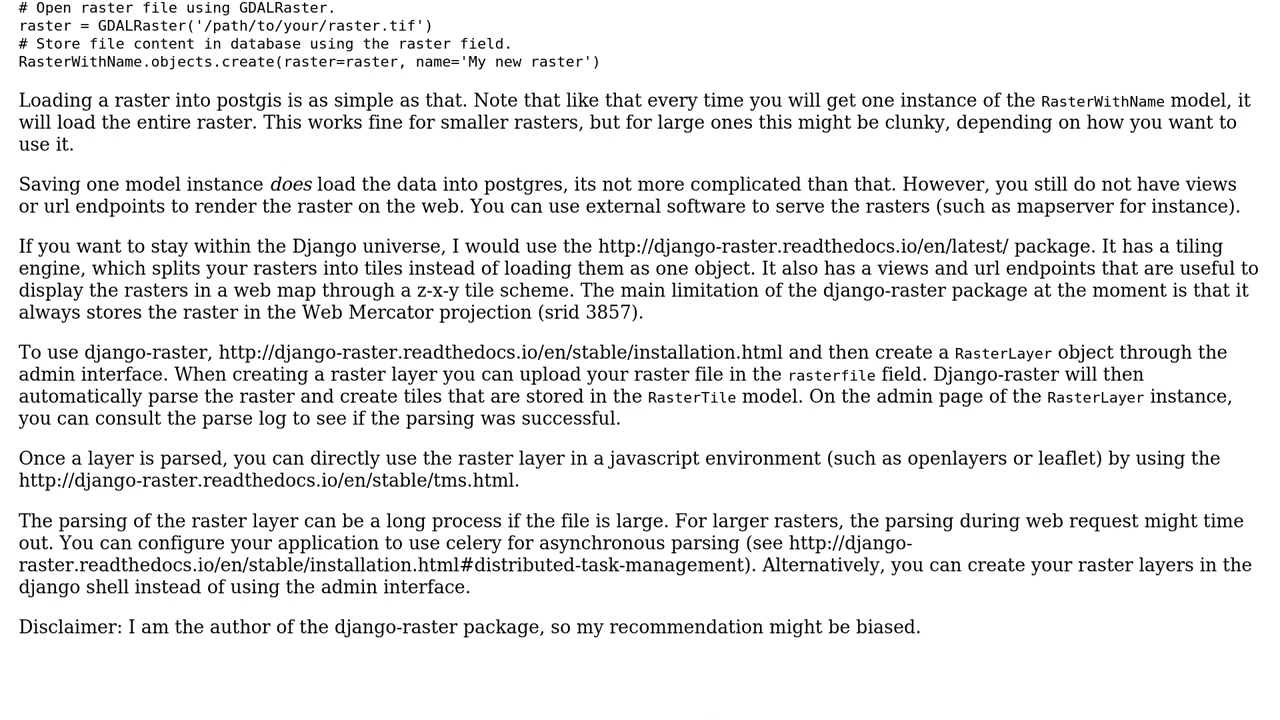 # Open raster file using GDALRaster.
raster = GDALRaster('/path/to/your/raster.tif')
# Store file content in database using the raster field.
RasterWithName.objects.create(raster=raster, name='My new raster')
Loading a raster into postgis is as simple as that. Note that like that every time you will get one instance of the RasterWithName model, it
will load the entire raster. This works fine for smaller rasters, but for large ones this might be clunky, depending on how you want to
use it.
Saving one model instance does load the data into postgres, its not more complicated than that. However, you still do not have views
or url endpoints to render the raster on the web. You can use external software to serve the rasters (such as mapserver for instance).
If you want to stay within the Django universe, I would use the http://django-raster.readthedocs.io/en/latest/ package. It has a tiling
engine, which splits your rasters into tiles instead of loading them as one object. It also has a views and url endpoints that are useful to
display the rasters in a web map through a z-x-y tile scheme. The main limitation of the django-raster package at the moment is that it
always stores the raster in the Web Mercator projection (srid 3857).
To use django-raster, http://django-raster.readthedocs.io/en/stable/installation.html and then create a RasterLayer object through the
admin interface. When creating a raster layer you can upload your raster file in the rasterfile field. Django-raster will then
automatically parse the raster and create tiles that are stored in the RasterTile model. On the admin page of the RasterLayer instance,
you can consult the parse log to see if the parsing was successful.
Once a layer is parsed, you can directly use the raster layer in a javascript environment (such as openlayers or leaflet) by using the
http://django-raster.readthedocs.io/en/stable/tms.html.
The parsing of the raster layer can be a long process if the file is large. For larger rasters, the parsing during web request might time
out. You can configure your application to use celery for asynchronous parsing (see http://django-
raster.readthedocs.io/en/stable/installation.html#distributed-task-management). Alternatively, you can create your raster layers in the
django shell instead of using the admin interface.
Disclaimer: I am the author of the django-raster package, so my recommendation might be biased.